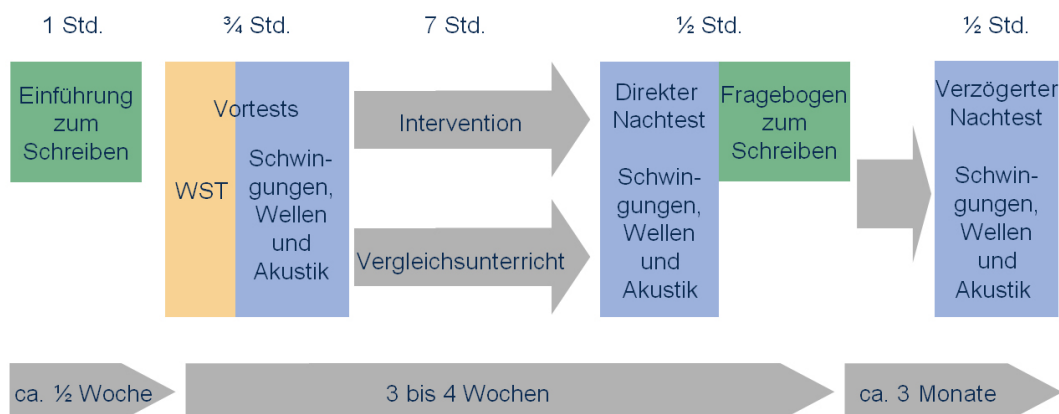 1 Std.
¾ Std.
7 Std.
½ Std.
½ Std.
Einführung
zum
Schreiben
Vortests
WST
Schwin-
gungen,
Wellen
und
Akustik
Intervention
Vergleichsunterricht
Direkter
Nachtest
Schwin-
gungen,
Wellen
und
Akustik
Fragebogen
zum
Schreiben
Verzögerter
Nachtest
Schwin-
gungen,
Wellen
und
Akustik
ca. ½ Woche
3 bis 4 Wochen
ca. 3 Monate